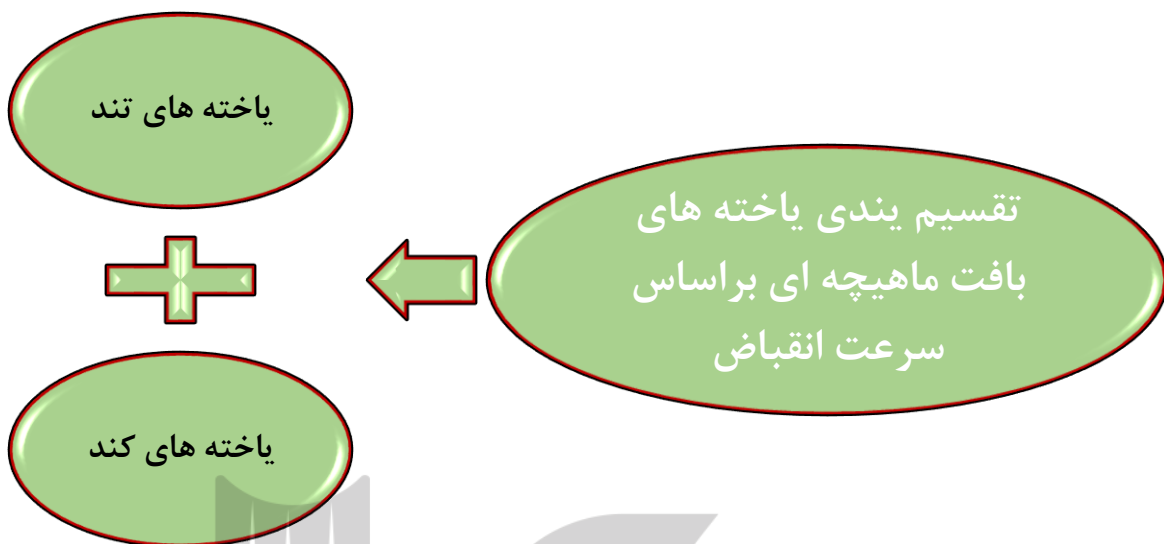 تقسیم یندی یاخته های
بافت ماهیچه ای براساس
سرعت انقباض
یاخته های تند
یاخته های کند